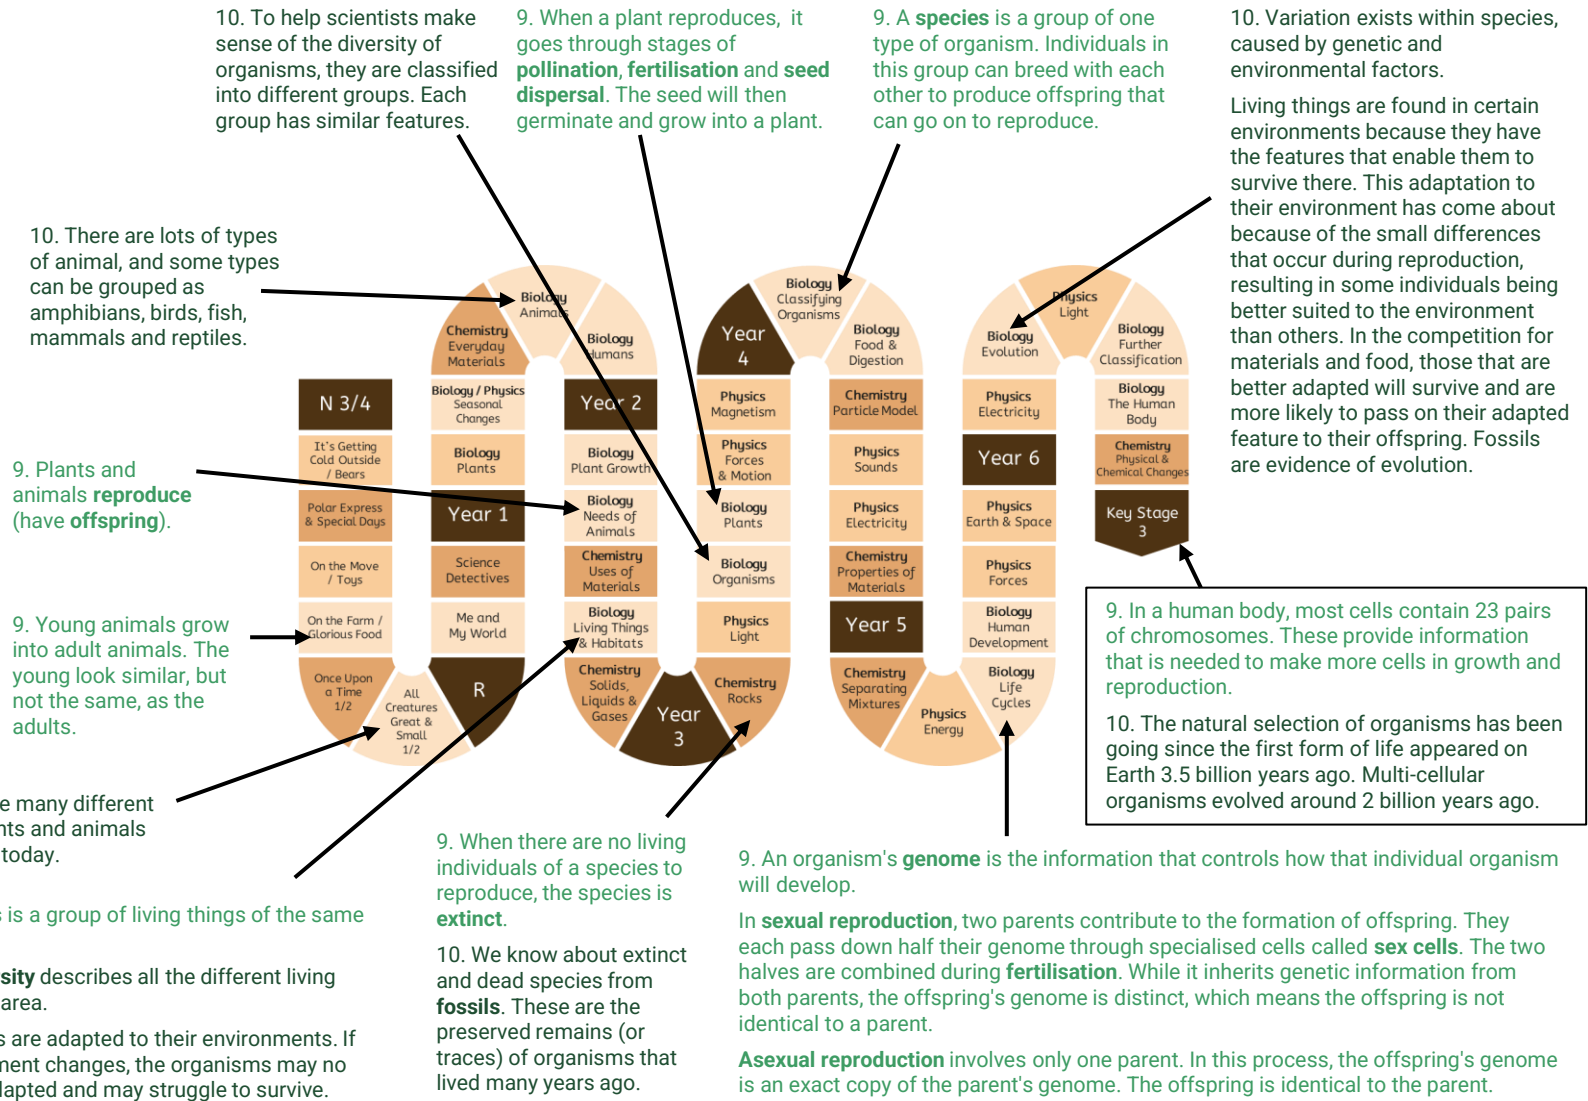 10. To help scientists make
sense of the diversity of
organisms, they are classified
into different groups. Each
group has similar features.
9. When a plant reproduces, it
goes through stages of
pollination, fertilisation and seed
dispersal. The seed will then
germinate and grow into a plant.
9. A species is a group of one
type of organism. Individuals in
this group can breed with each
other to produce offspring that
can go on to reproduce.
10. Variation exists within species,
caused by genetic and
environmental factors.
Living things are found in certain
environments because they have
the features that enable them to
survive there. This adaptation to
their environment has come about
because of the small differences
that occur during reproduction,
resulting in some individuals being
better suited to the environment
than others. In the competition for
materials and food, those that are
better adapted will survive and are
more likely to pass on their adapted
feature to their offspring. Fossils
are evidence of evolution.
10. There are lots of types
of animal, and some types
can be grouped as
amphibians, birds, fish,
mammals and reptiles.
9. Plants and
animals reproduce
(have offspring).
9. Young animals grow
into adult animals. The
young look similar, but
not the same, as the
adults.
N 3/4
It's Getting
Cold Outside
/ Bears
Polar Express
& Special Days
On the Move
/ Toys
On the Farm /
Glorious Food
Once Upon
a Time
1/2
All
Creatures
Great &
Small
1/2
R
Me and
My World
Science
Detectives
Year 1
Biology
Plants
Biology / Physics
Seasonal
Changes
Chemistry
Everyday
Materials
Biology
Animals
Biology
Humans
Year 2
Biology
Plant Growth
Biology
Needs of
Animals
Chemistry
Uses of
Materials
Biology
Living Things
& Habitats
Chemistry
Solids,
Liquids &
Gases
Year
3
Chemistry
Rocks
Physics
Light
Biology
Organisms
Biology
Plants
Physics
Forces
& Motion
Physics
Magnetism
Year
4
Biology
Classifying
Organisms
Biology
Food &
Digestion
Chemistry
Particle Model
Physics
Sounds
Physics
Electricity
Chemistry
Properties of
Materials
Year 5
Chemistry
Separating
Mixtures
Physics
Energy
Biology
Life
Cycles
Biology
Human
Development
Physics
Forces
Physics
Earth & Space
Year 6
Physics
Electricity
Biology
Evolution
Physics
Light
Biology
Further
Classification
Biology
The Human
Body
Chemistry
Physical &
Chemical Changes
Key Stage
3
9. In a human body, most cells contain 23 pairs
of chromosomes. These provide information
that is needed to make more cells in growth and
reproduction.
10. The natural selection of organisms has been
going since the first form of life appeared on
Earth 3.5 billion years ago. Multi-cellular
organisms evolved around 2 billion years ago.
many different
and animals
today.
is a group of living things of the same
describes all the different living
area.
are adapted to their environments. If
changes, the organisms may no
and may struggle to survive.
9. When there are no living
individuals of a species to
reproduce, the species is
extinct.
10. We know about extinct
and dead species from
fossils. These are the
preserved remains (or
traces) of organisms that
lived many years ago.
9. An organism's genome is the information that controls how that individual organism
will develop.
In sexual reproduction, two parents contribute to the formation of offspring. They
each pass down half their genome through specialised cells called sex cells. The two
halves are combined during fertilisation. While it inherits genetic information from
both parents, the offspring's genome is distinct, which means the offspring is not
identical to a parent.
Asexual reproduction involves only one parent. In this process, the offspring's genome
is an exact copy of the parent's genome. The offspring is identical to the parent.